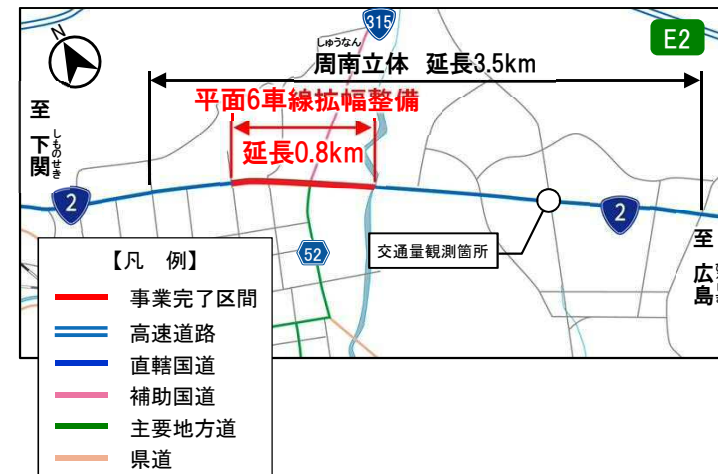 N
315
E2
しゅうなん
周南立体 延長3.5km
平面6車線拡幅整備
延長0.8km
至
下関
しものせき
2
2
52
交通量観測箇所
至
広島
【凡 例】
事業完了区間
高速道路
直轄国道
補助国道
主要地方道
県道